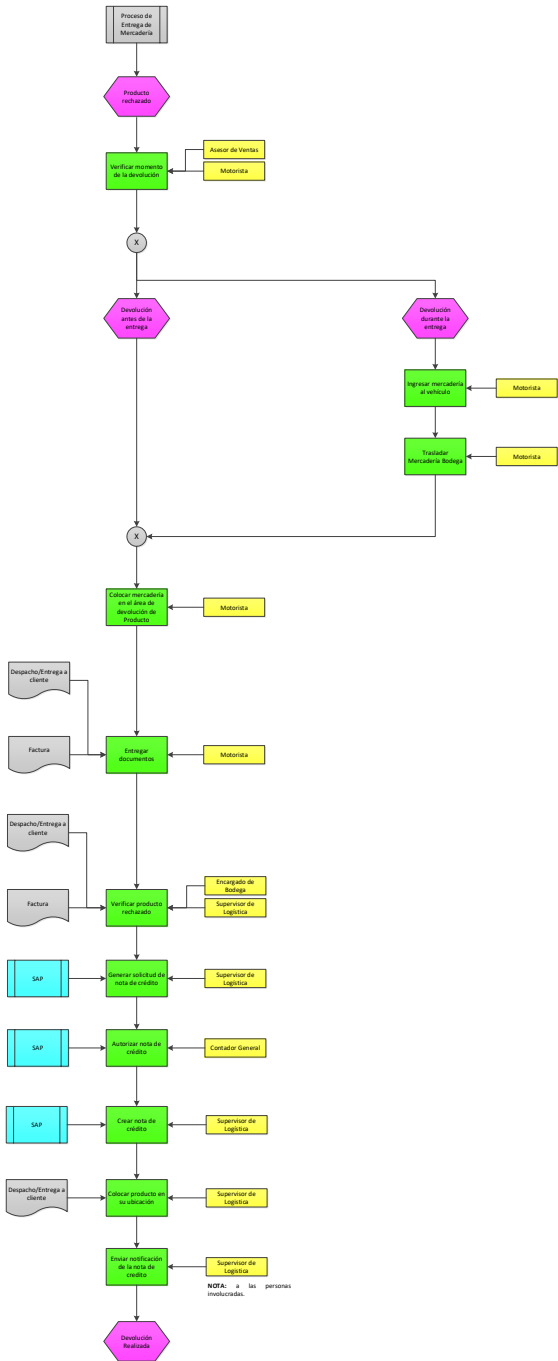 Proceso de
Entrega de
Mercadería
Producto
rechazado
Verificar momento
de la devolución
Asesor de Ventas
Motorista
X
Devolución
antes de la
entrega
Devolución
durante la
entrega
Ingresar mercadería
al vehículo
Motorista
Trasladar
Mercadería Bodega
Motorista
X
Colocar mercadería
en el área de
devolución de
Producto
Motorista
Despacho/Entrega a
cliente
Factura
Entregar
documentos
Motorista
Despacho/Entrega a
cliente
Factura
Verificar producto
rechazado
Encargado de
Bodega
Supervisor de
Logística
SAP
Generar solicitud de
nota de crédito
Supervisor de
Logística
SAP
Autorizar nota de
crédito
Contador General
SAP
Crear nota de
crédito
Supervisor de
Logística
Despacho/Entrega a
cliente
Colocar producto en
su ubicación
Supervisor de
Logística
Enviar notificación
de la nota de
credito
Supervisor de
Logística
NOTA: a las personas
involucradas.
Devolución
Realizada